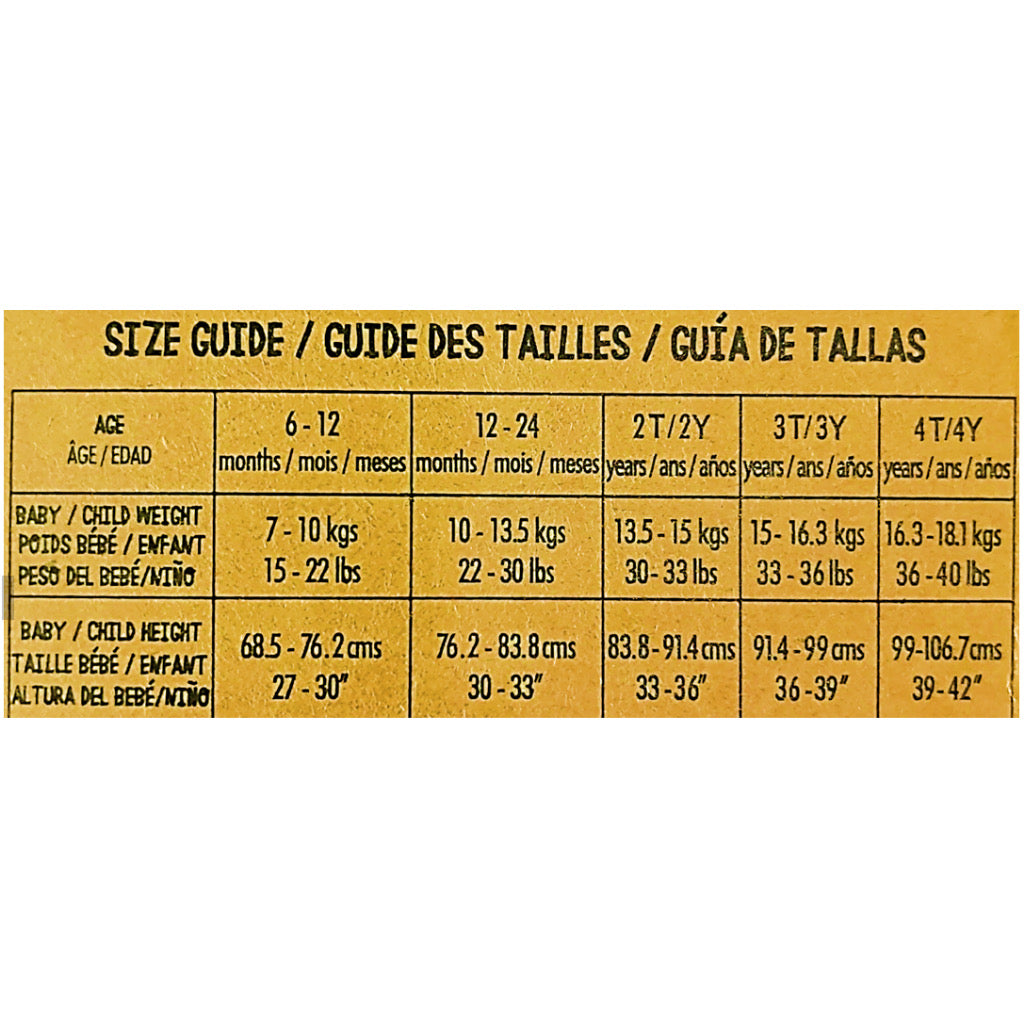 SIZE GUIDE / GUIDE DES TAILLES / GUÍA DE TALLAS
AGE
ÂGE / EDAD
6 - 12
months / mois / meses
12 - 24
months / mois / meses
2T/2Y
years / ans / años
3T/3Y
years / ans / años
4T/4Y
years / ans / años
BABY / CHILD WEIGHT
POIDS BÉBÉ / ENFANT
PESO DEL BEBÉ/NIÑO
7 - 10 kgs
15 - 22 lbs
10 - 13.5 kgs
22 - 30 lbs
13.5 - 15 kgs
30 - 33 lbs
15 - 16.3 kgs
33 - 36 lbs
16.3 - 18.1 kgs
36 - 40 lbs
BABY / CHILD HEIGHT
TAILLE BÉBÉ / ENFANT
ALTURA DEL BEBÉ/NIÑO
68.5 - 76.2 cms
27 - 30"
76.2 - 83.8 cms
30 - 33"
83.8 - 91.4 cms
33 - 36"
91.4 - 99 cms
36 - 39"
99 - 106.7 cms
39 - 42"